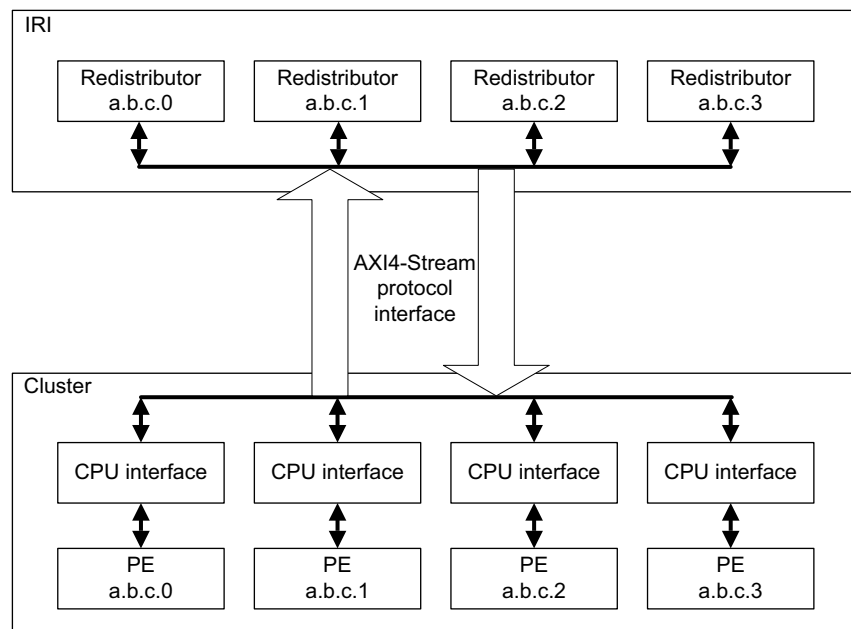 IRI
Redistributor
a.b.c.0
Redistributor
a.b.c.1
Redistributor
a.b.c.2
Redistributor
a.b.c.3
AXI4-Stream
protocol
interface
Cluster
CPU interface
CPU interface
CPU interface
CPU interface
PE
a.b.c.0
PE
a.b.c.1
PE
a.b.c.2
PE
a.b.c.3